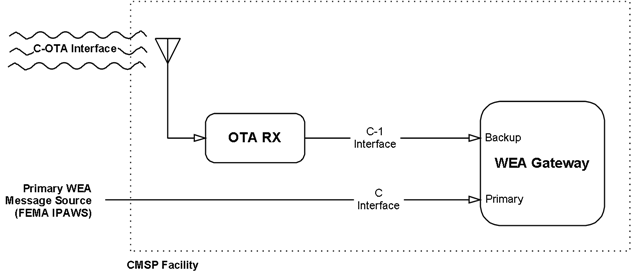 C-OTA Interface
OTA RX
C-1
Interface
Backup
WEA Gateway
Primary WEA
Message Source
(FEMA IPAWS)
C
Interface
Primary
CMSP Facility